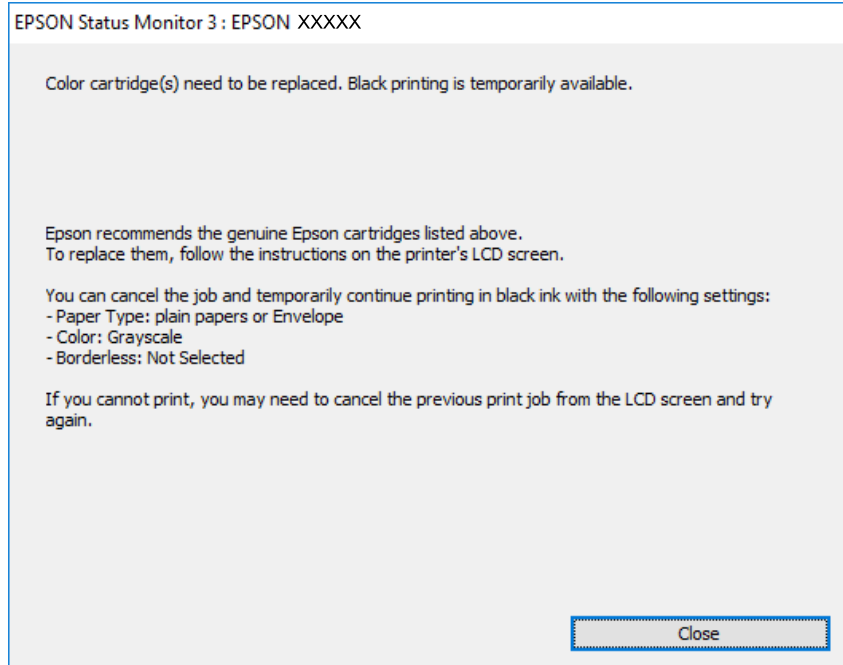 EPSON Status Monitor 3 : EPSON XXXXX
Color cartridge(s) need to be replaced. Black printing is temporarily available.
Epson recommends the genuine Epson cartridges listed above.
To replace them, follow the instructions on the printer's LCD screen.
You can cancel the job and temporarily continue printing in black ink with the following settings:
- Paper Type: plain papers or Envelope
- Color: Grayscale
- Borderless: Not Selected
If you cannot print, you may need to cancel the previous print job from the LCD screen and try
again.
Close